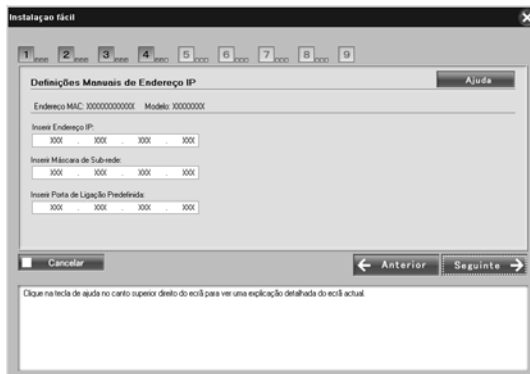 Instalaçao fácil
1 2 3 4 5 6 7 8 9
Definições Manuais de Endereço IP
Ajuda
Endereço MAC: XXXXXXXXXXXX Modelo: XXXXXXXX
Inserir Endereço IP:
XXX . XXX . XXX . XXX
Inserir Máscara de Sub-rede:
XXX . XXX . XXX . XXX
Inserir Porta de Ligação Predefinida:
XXX . XXX . XXX . XXX
Cancelar
Anterior
Seguinte
Clique na tecla de ajuda no canto superior direito do ecrã para ver uma explicação detalhada do ecrã actual.